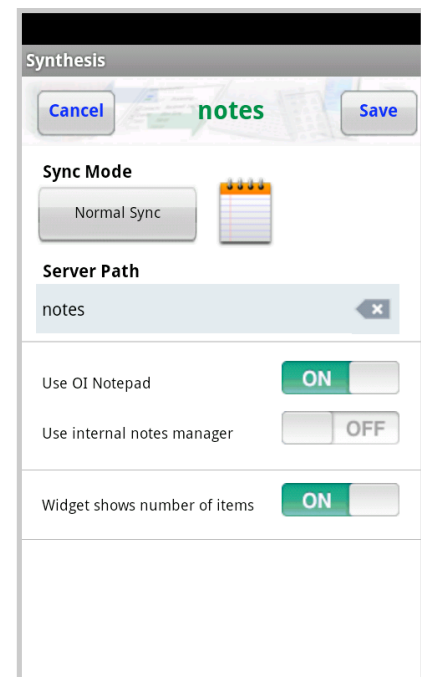 Synthesis
Cancel notes Save
Sync Mode
Normal Sync
Server Path
notes
Use OI Notepad ON
Use internal notes manager OFF
Widget shows number of items ON